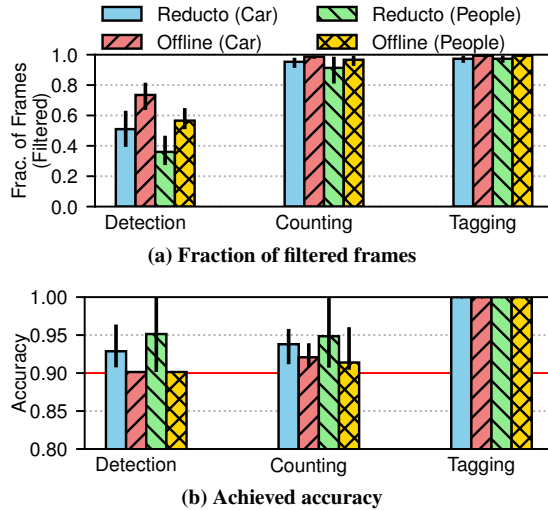 Reducto (Car)
Reducto (People)
Offline (Car)
Offline (People)
Frac. of Frames
(Filtered)
1.0
0.8
0.6
0.4
0.2
0.0
Detection
Counting
Tagging
(a) Fraction of filtered frames
Accuracy
1.00
0.95
0.90
0.85
0.80
Detection
Counting
Tagging
(b) Achieved accuracy